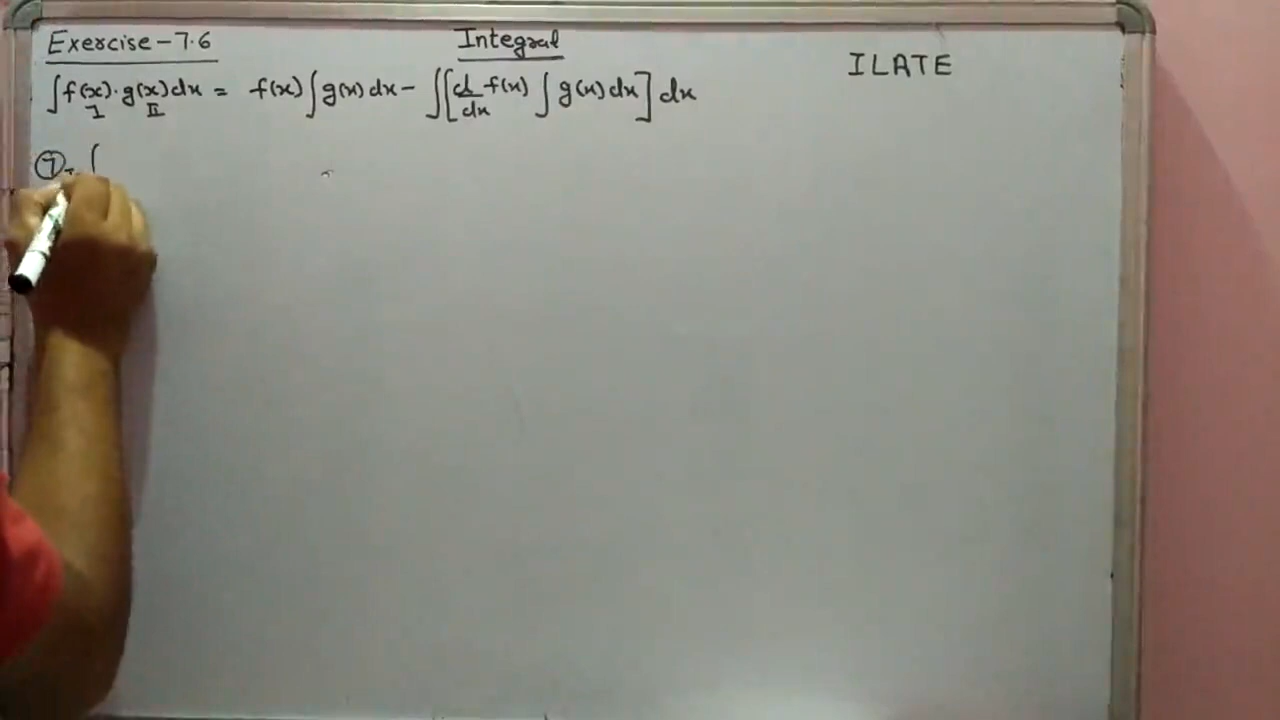 Exercise-7.6
Integral
ILATE
∫f(x)·g(x)dx = f(x)∫g(x)dx - ∫[d/dx f(x) ∫g(x)dx] dx
I II
⑦ ∫